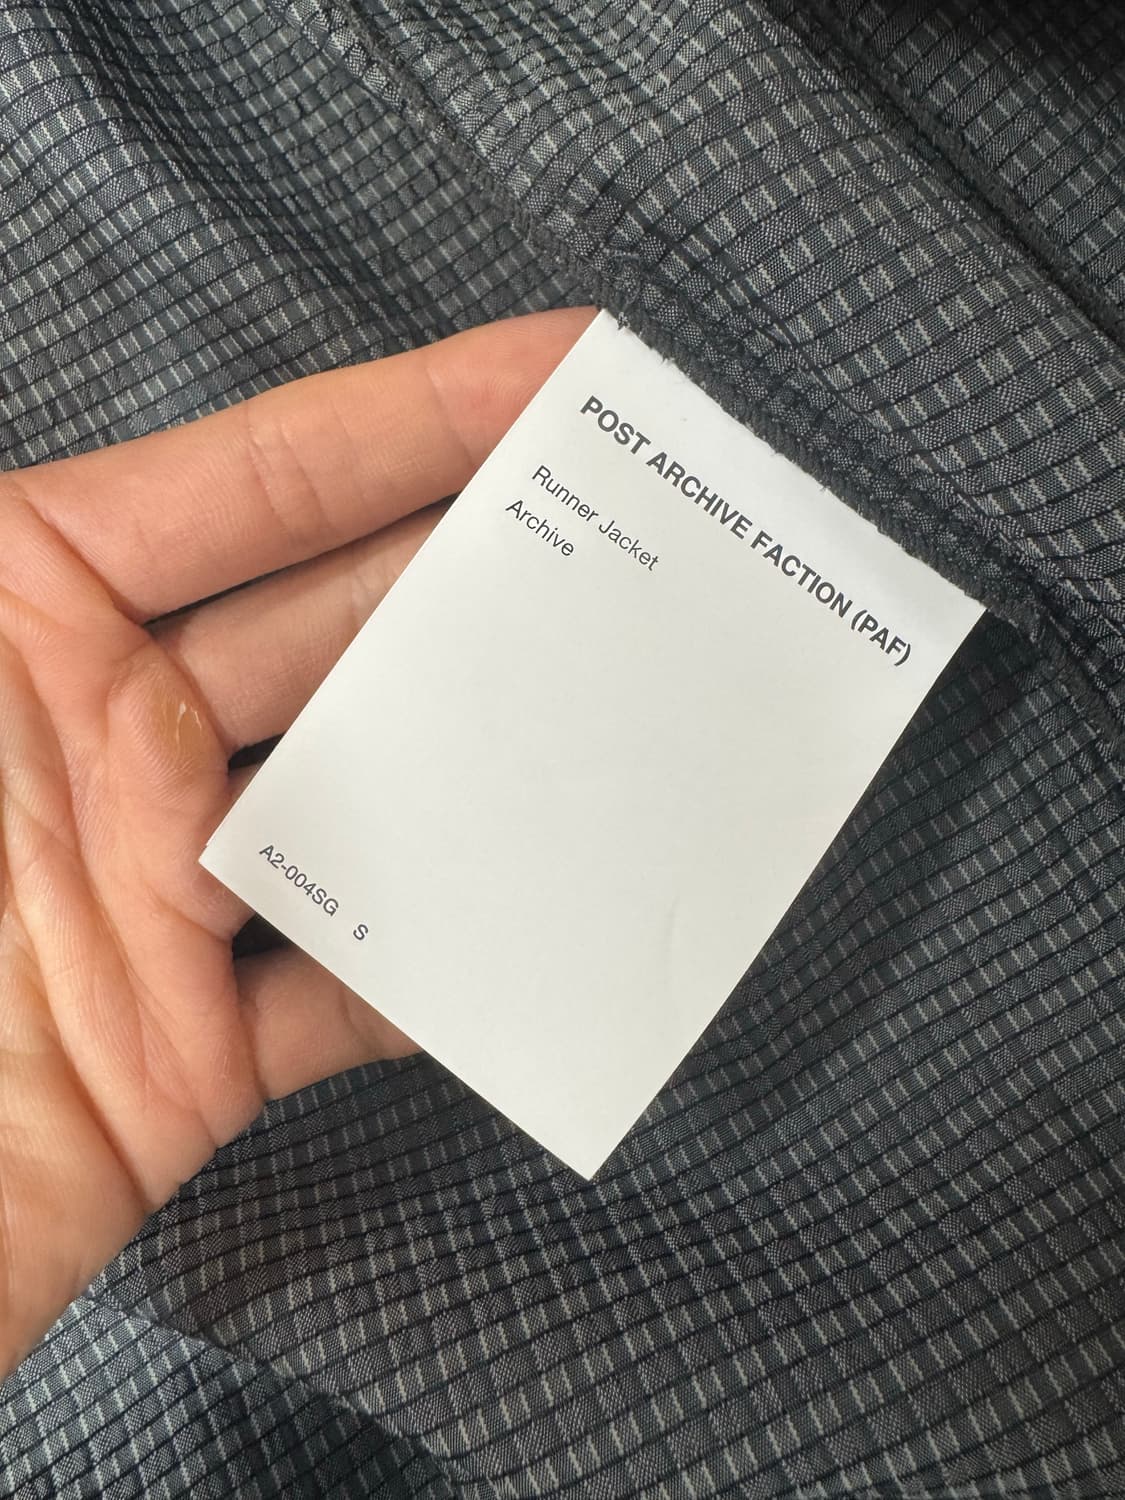 POST ARCHIVE FACTION (PAF)
Runner Jacket
Archive
A2-004SG S